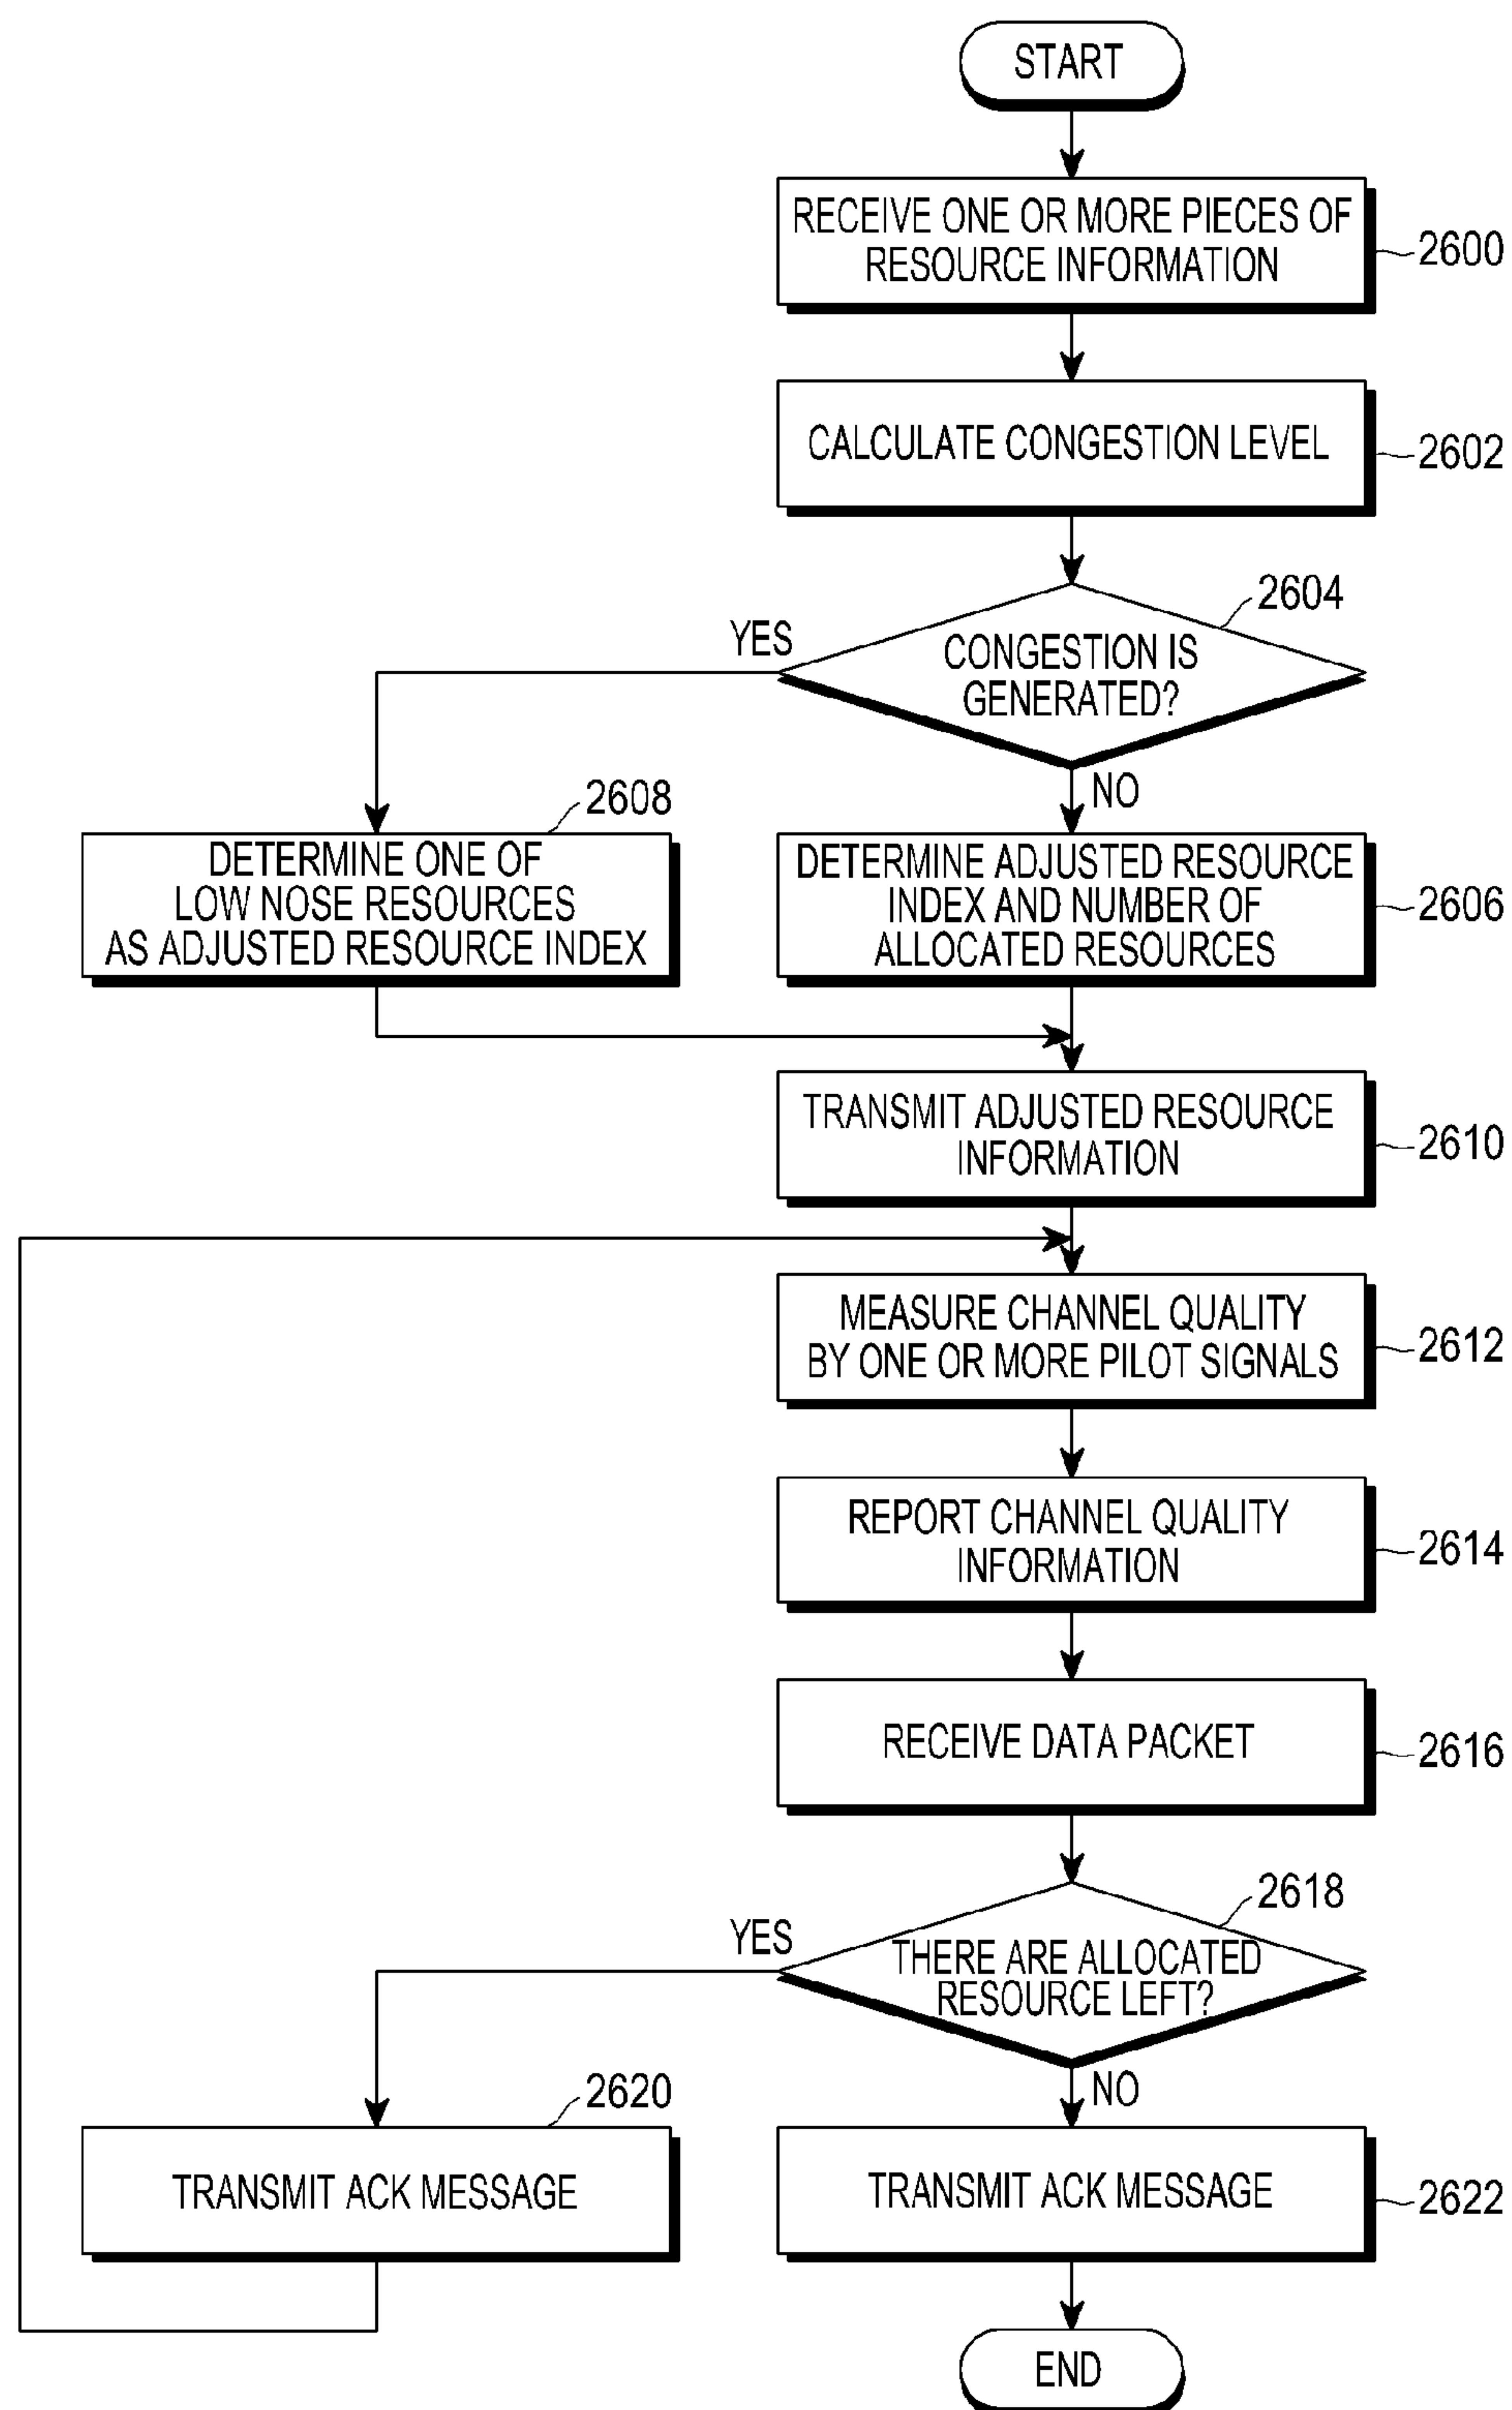 START
RECEIVE ONE OR MORE PIECES OF
RESOURCE INFORMATION
2600
CALCULATE CONGESTION LEVEL
2602
2604
YES
CONGESTION IS
GENERATED?
NO
2608
DETERMINE ONE OF
LOW NOSE RESOURCES
AS ADJUSTED RESOURCE INDEX
DETERMINE ADJUSTED RESOURCE
INDEX AND NUMBER OF
ALLOCATED RESOURCES
2606
TRANSMIT ADJUSTED RESOURCE
INFORMATION
2610
MEASURE CHANNEL QUALITY
BY ONE OR MORE PILOT SIGNALS
2612
REPORT CHANNEL QUALITY
INFORMATION
2614
RECEIVE DATA PACKET
2616
2618
YES
THERE ARE ALLOCATED
RESOURCE LEFT?
NO
2620
TRANSMIT ACK MESSAGE
TRANSMIT ACK MESSAGE
2622
END